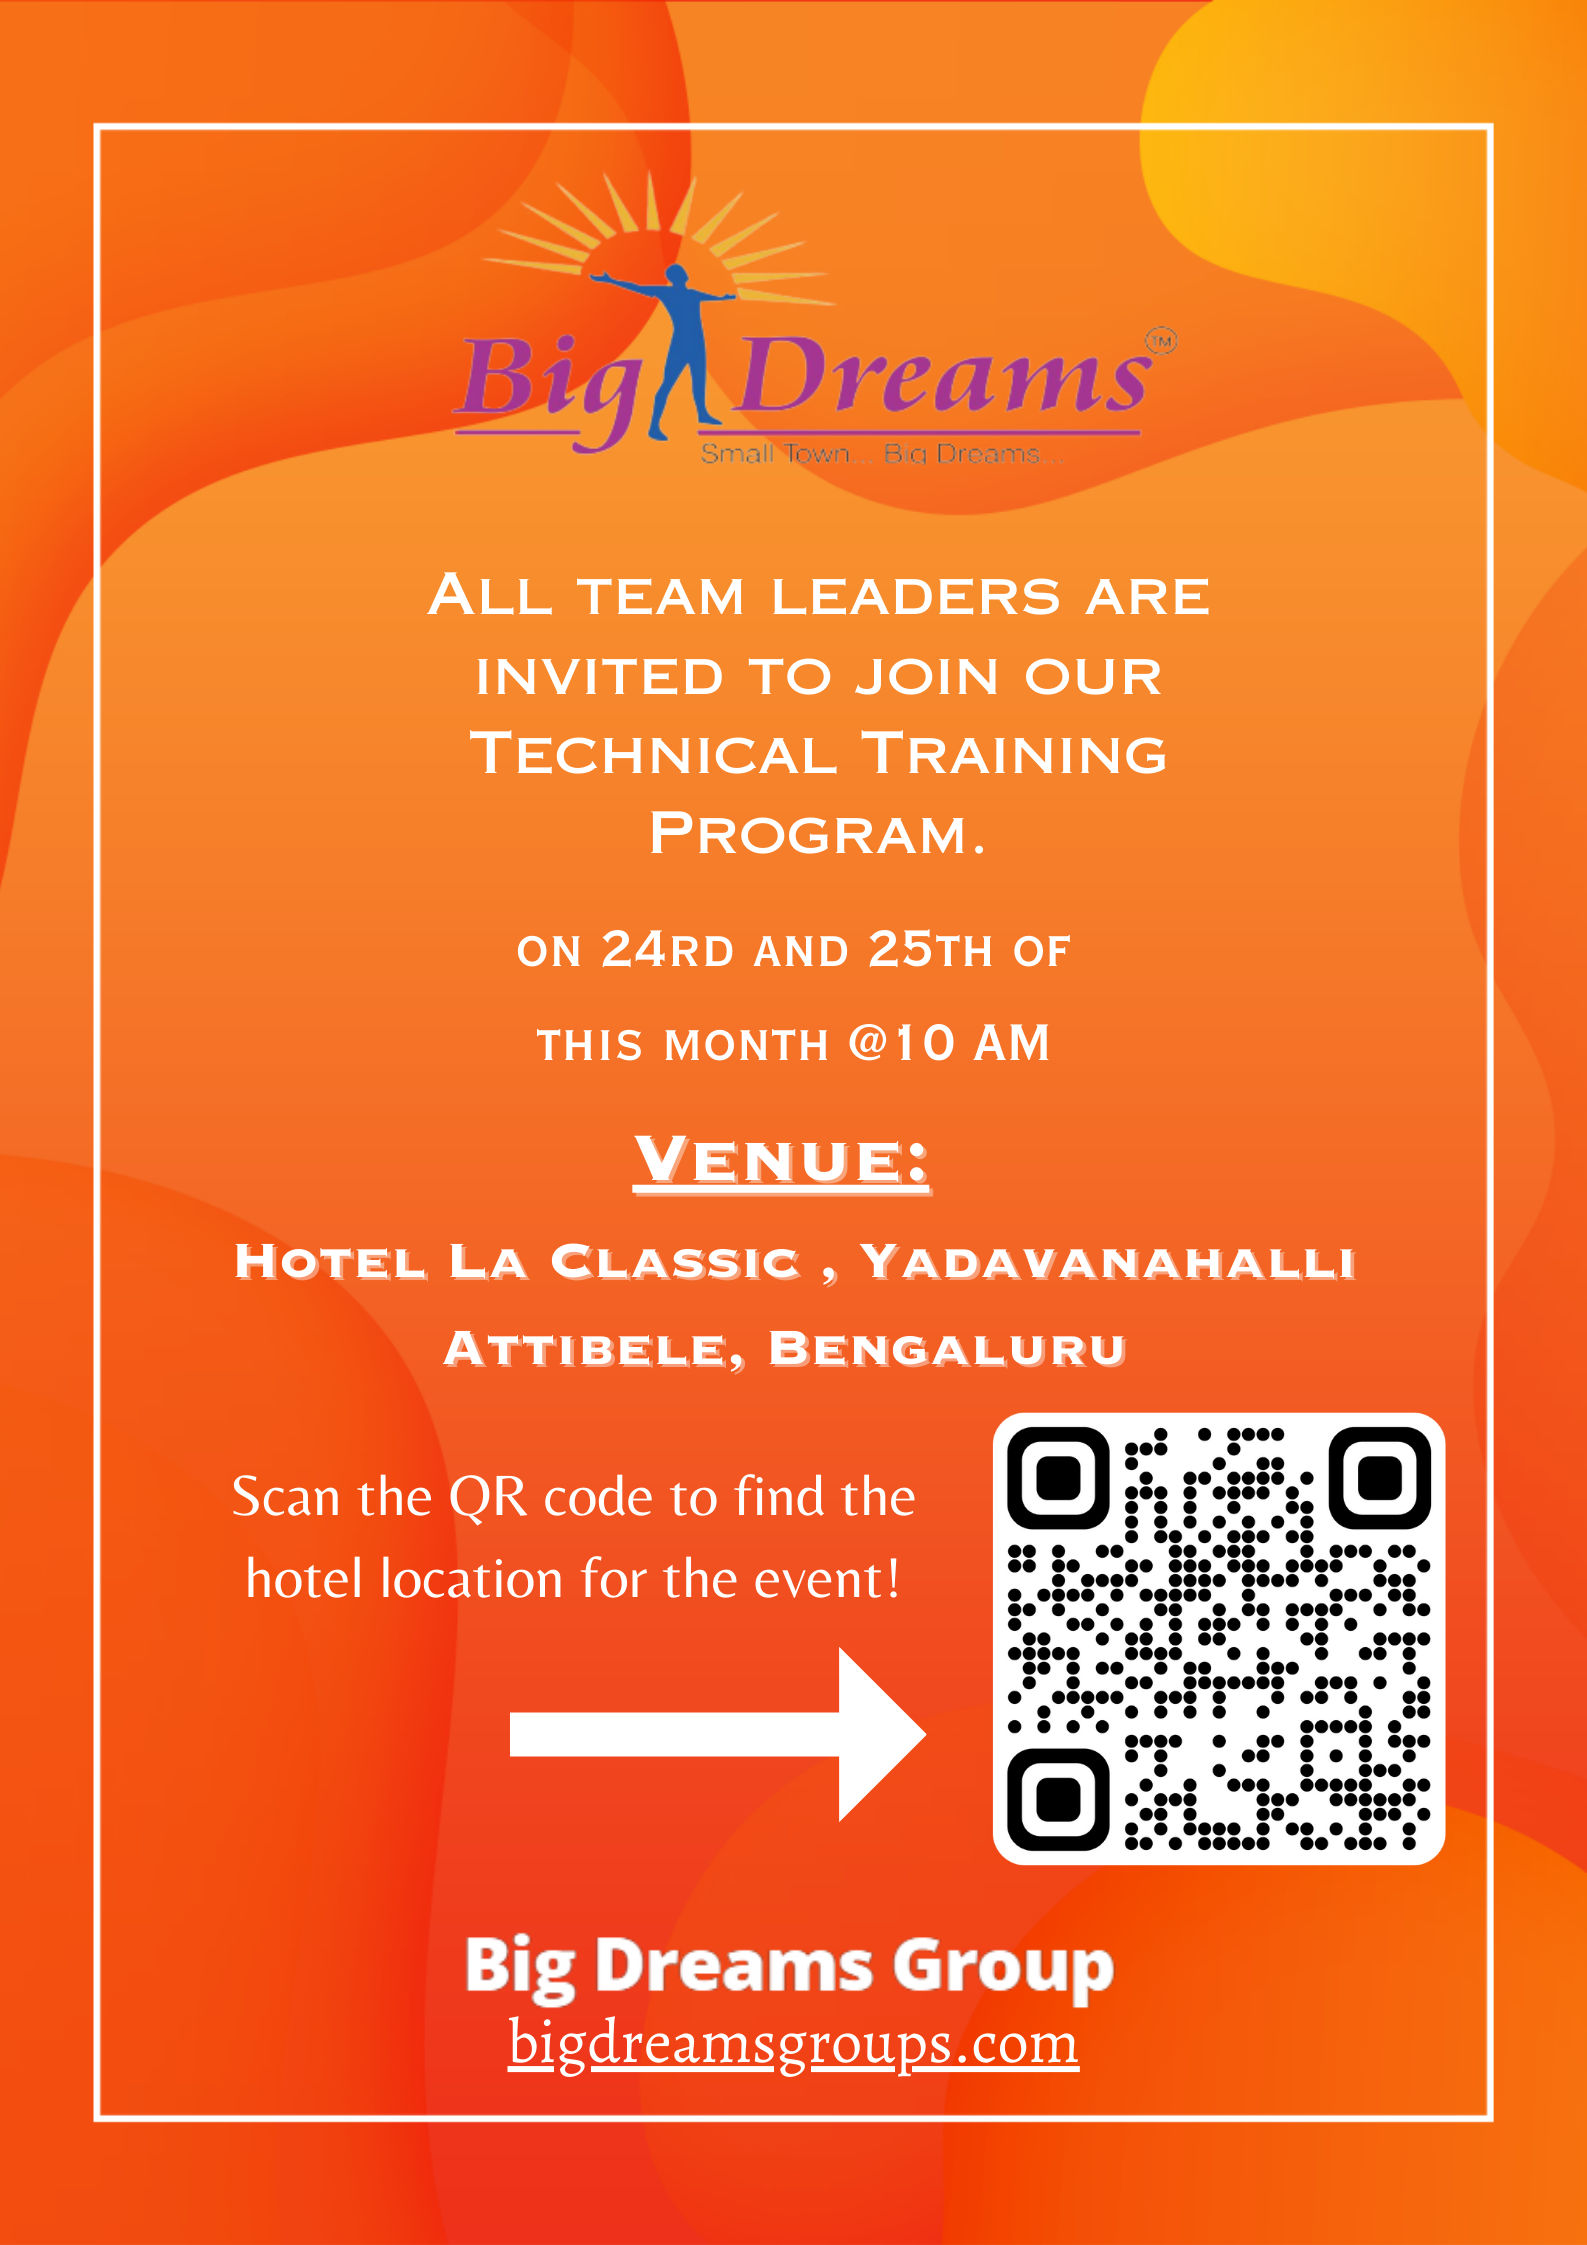 Big Dreams TM
Small Town... Big Dreams...
All team leaders are
invited to join our
Technical Training
Program.
on 24rd and 25th of
this month @10 AM
Venue:
Hotel La Classic , Yadavanahalli
Attibele, Bengaluru
Scan the QR code to find the
hotel location for the event!
Big Dreams Group
bigdreamsgroups.com